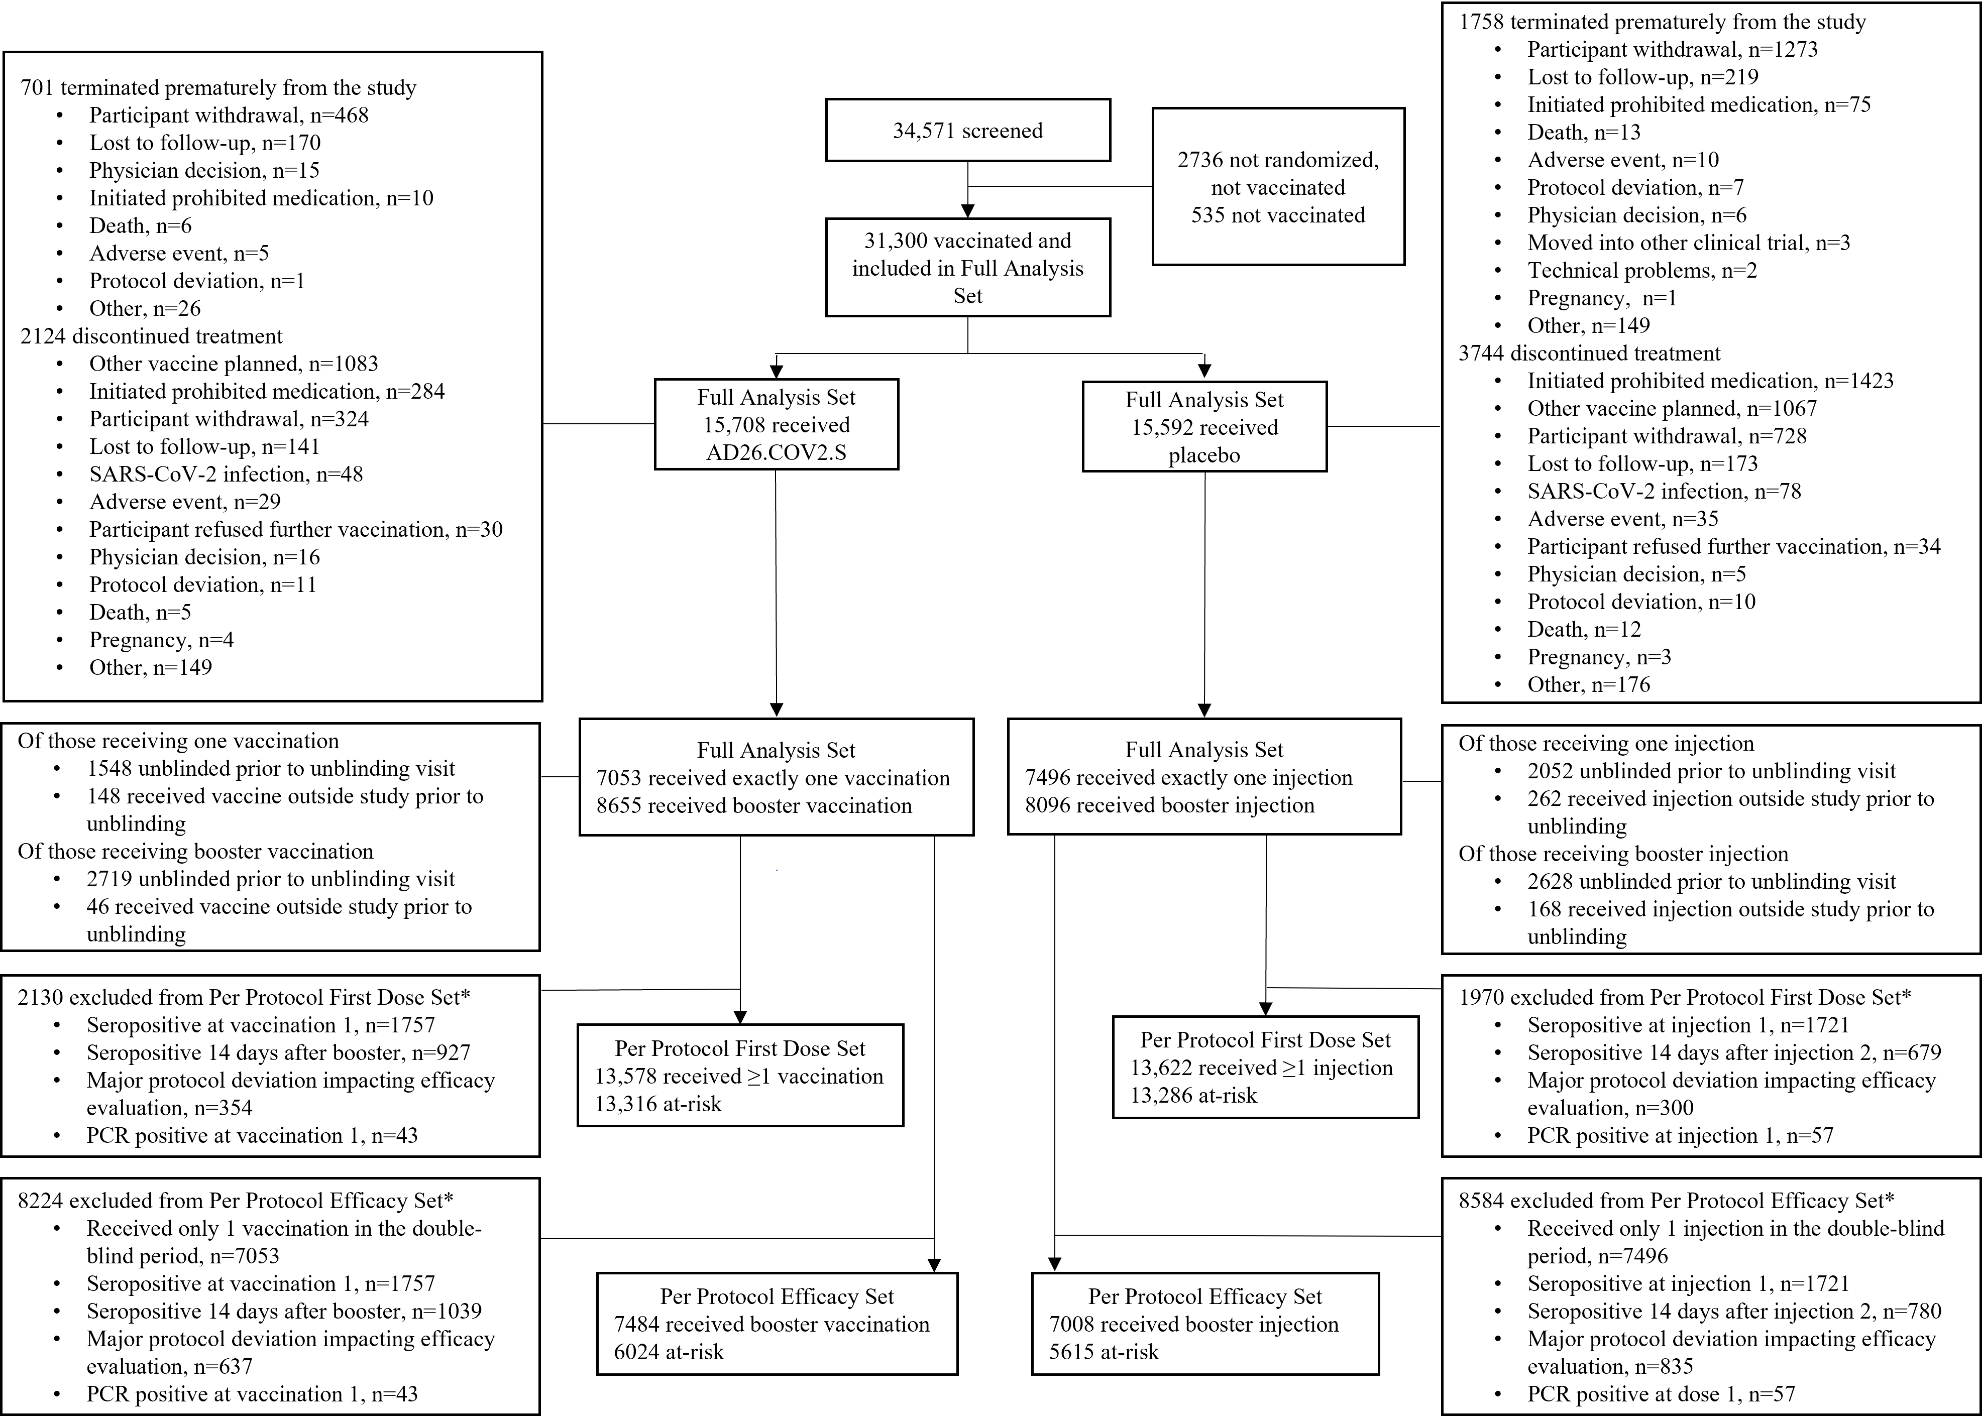 34,571 screened
2736 not randomized,
not vaccinated
535 not vaccinated
31,300 vaccinated and
included in Full Analysis
Set
701 terminated prematurely from the study
• Participant withdrawal, n=468
• Lost to follow-up, n=170
• Physician decision, n=15
• Initiated prohibited medication, n=10
• Death, n=6
• Adverse event, n=5
• Protocol deviation, n=1
• Other, n=26
2124 discontinued treatment
• Other vaccine planned, n=1083
• Initiated prohibited medication, n=284
• Participant withdrawal, n=324
• Lost to follow-up, n=141
• SARS-CoV-2 infection, n=48
• Adverse event, n=29
• Participant refused further vaccination, n=30
• Physician decision, n=16
• Protocol deviation, n=11
• Death, n=5
• Pregnancy, n=4
• Other, n=149
Full Analysis Set
15,708 received
AD26.COV2.S
Full Analysis Set
15,592 received
placebo
1758 terminated prematurely from the study
• Participant withdrawal, n=1273
• Lost to follow-up, n=219
• Initiated prohibited medication, n=75
• Death, n=13
• Adverse event, n=10
• Protocol deviation, n=7
• Physician decision, n=6
• Moved into other clinical trial, n=3
• Technical problems, n=2
• Pregnancy, n=1
• Other, n=149
3744 discontinued treatment
• Initiated prohibited medication, n=1423
• Other vaccine planned, n=1067
• Participant withdrawal, n=728
• Lost to follow-up, n=173
• SARS-CoV-2 infection, n=78
• Adverse event, n=35
• Participant refused further vaccination, n=34
• Physician decision, n=5
• Protocol deviation, n=10
• Death, n=12
• Pregnancy, n=3
• Other, n=176
Of those receiving one vaccination
• 1548 unblinded prior to unblinding visit
• 148 received vaccine outside study prior to
unblinding
Of those receiving booster vaccination
• 2719 unblinded prior to unblinding visit
• 46 received vaccine outside study prior to
unblinding
Full Analysis Set
7053 received exactly one vaccination
8655 received booster vaccination
Full Analysis Set
7496 received exactly one injection
8096 received booster injection
Of those receiving one injection
• 2052 unblinded prior to unblinding visit
• 262 received injection outside study prior to
unblinding
Of those receiving booster injection
• 2628 unblinded prior to unblinding visit
• 168 received injection outside study prior to
unblinding
2130 excluded from Per Protocol First Dose Set*
• Seropositive at vaccination 1, n=1757
• Seropositive 14 days after booster, n=927
• Major protocol deviation impacting efficacy
evaluation, n=354
• PCR positive at vaccination 1, n=43
Per Protocol First Dose Set
13,578 received ≥1 vaccination
13,316 at-risk
Per Protocol First Dose Set
13,622 received ≥1 injection
13,286 at-risk
1970 excluded from Per Protocol First Dose Set*
• Seropositive at injection 1, n=1721
• Seropositive 14 days after injection 2, n=679
• Major protocol deviation impacting efficacy
evaluation, n=300
• PCR positive at injection 1, n=57
8224 excluded from Per Protocol Efficacy Set*
• Received only 1 vaccination in the double-
blind period, n=7053
• Seropositive at vaccination 1, n=1757
• Seropositive 14 days after booster, n=1039
• Major protocol deviation impacting efficacy
evaluation, n=637
• PCR positive at vaccination 1, n=43
Per Protocol Efficacy Set
7484 received booster vaccination
6024 at-risk
Per Protocol Efficacy Set
7008 received booster injection
5615 at-risk
8584 excluded from Per Protocol Efficacy Set*
• Received only 1 injection in the double-blind
period, n=7496
• Seropositive at injection 1, n=1721
• Seropositive 14 days after injection 2, n=780
• Major protocol deviation impacting efficacy
evaluation, n=835
• PCR positive at dose 1, n=57